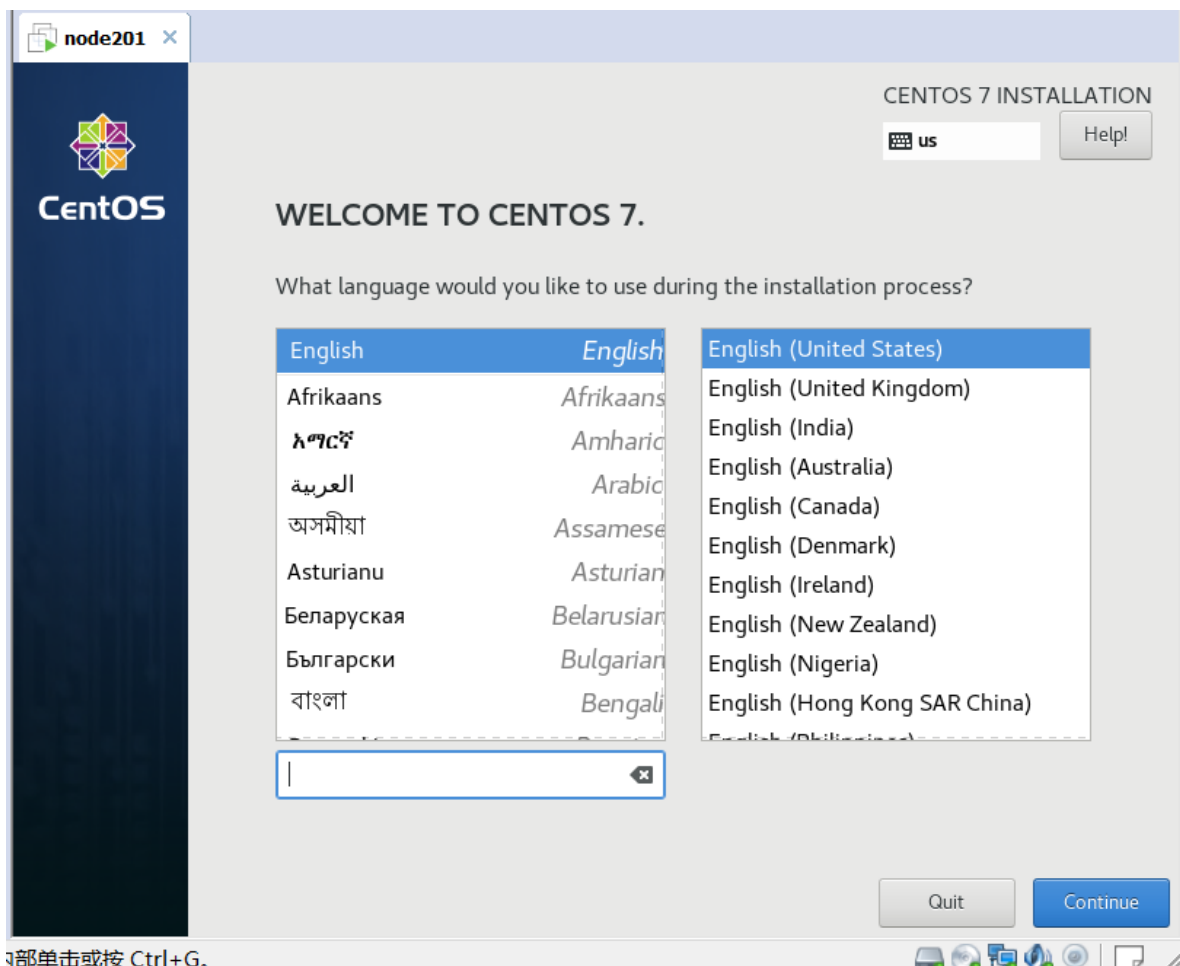 node201 ×
CENTOS 7 INSTALLATION
us
Help!
CentOS
WELCOME TO CENTOS 7.
What language would you like to use during the installation process?
English English
Afrikaans Afrikaans
አማርኛ Amharic
العربية Arabic
অসমীয়া Assamese
Asturianu Asturian
Беларуская Belarusian
Български Bulgarian
বাংলা Bengali
English (United States)
English (United Kingdom)
English (India)
English (Australia)
English (Canada)
English (Denmark)
English (Ireland)
English (New Zealand)
English (Nigeria)
English (Hong Kong SAR China)
English (Philippines)
Quit
Continue
部单击或按 Ctrl+G。